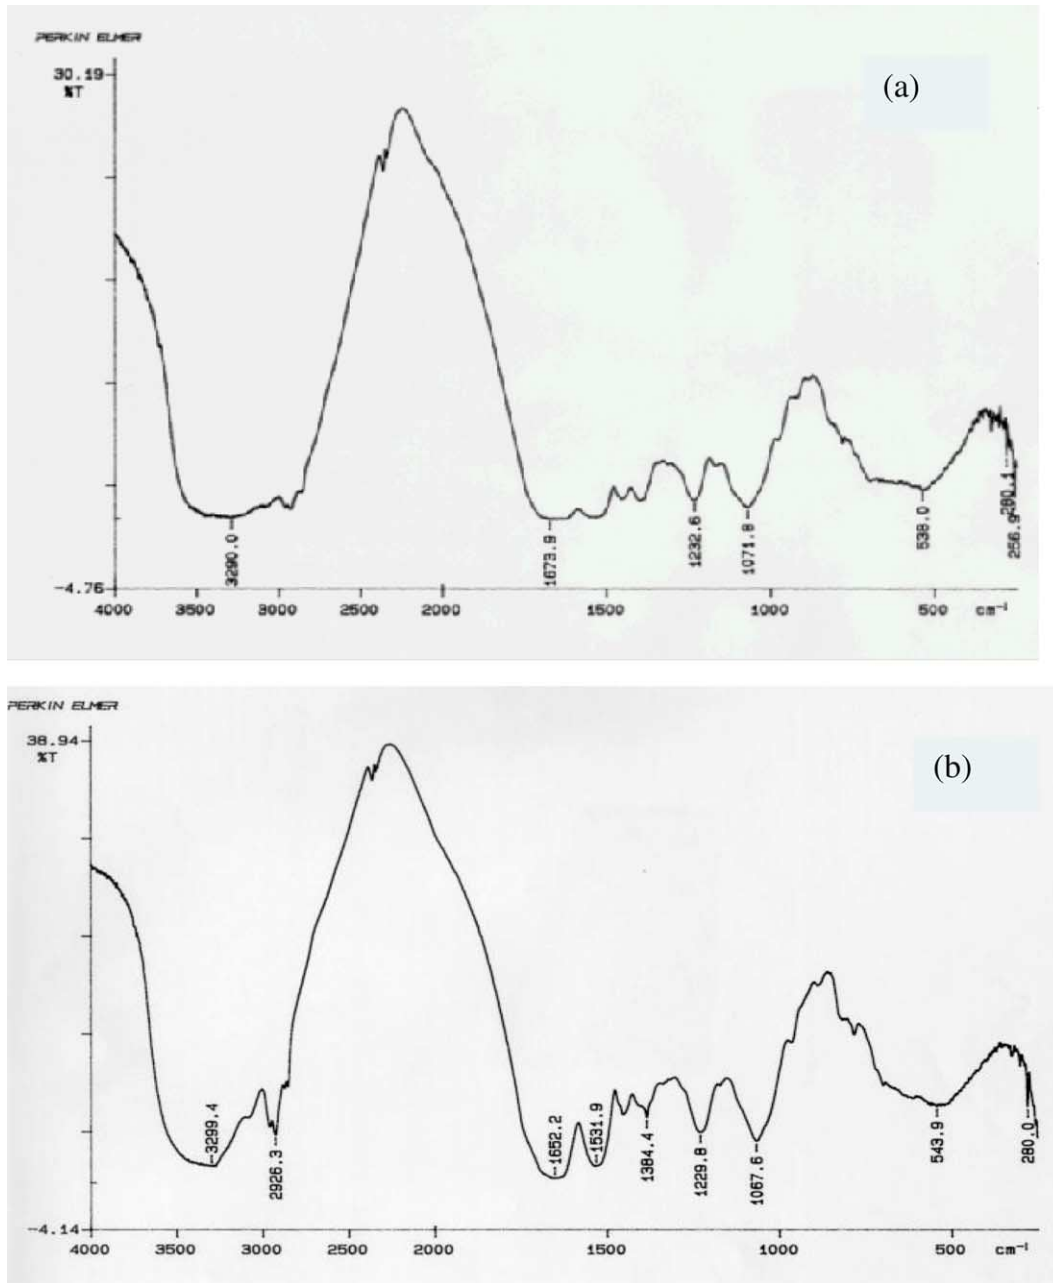 PERKIN ELMER
30.19
%T
(a)
3290.0
1673.9
1232.6
1071.8
538.0
280.1
256.9
-4.76
4000 3500 3000 2500 2000 1500 1000 500 cm-1
PERKIN ELMER
38.94
%T
(b)
3299.4
2926.3
1652.2
1531.9
1384.4
1229.8
1067.6
543.9
280.0
-4.14
4000 3500 3000 2500 2000 1500 1000 500 cm-1